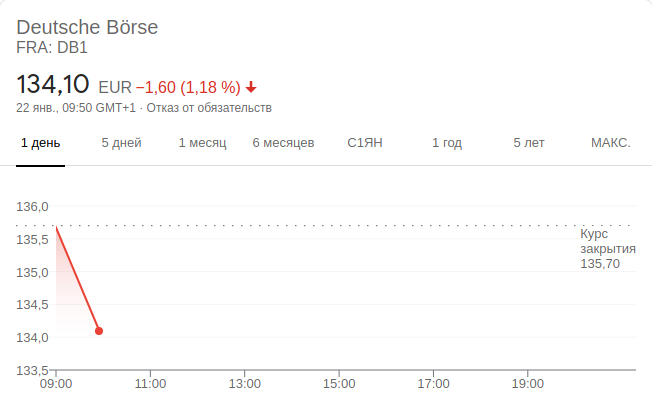 Deutsche Börse
FRA: DB1
134,10 EUR −1,60 (1,18 %)
22 янв., 09:50 GMT+1 · Отказ от обязательств
1 день 5 дней 1 месяц 6 месяцев С1ЯН 1 год 5 лет МАКС.
136,0
135,5
135,0
134,5
134,0
133,5
Курс
закрытия
135,70
09:00 11:00 13:00 15:00 17:00 19:00